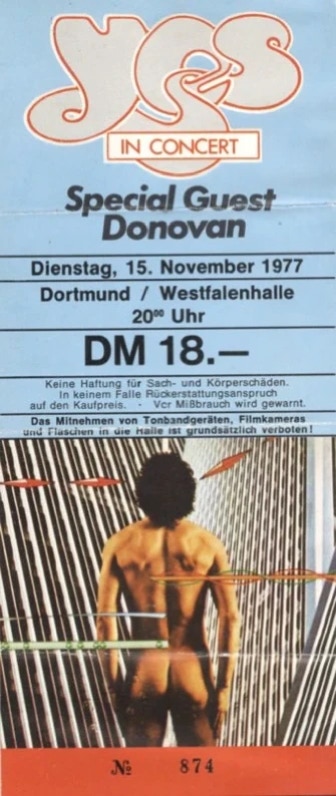 yes
IN CONCERT
Special Guest
Donovan
Dienstag, 15. November 1977
Dortmund / Westfalenhalle
20⁰⁰ Uhr
DM 18.—
Keine Haftung für Sach- und Körperschäden.
In keinem Falle Rückerstattungsanspruch
auf den Kaufpreis. - Vor Mißbrauch wird gewarnt.
Das Mitnehmen von Tonbandgeräten, Filmkameras
und Flaschen in die Halle ist grundsätzlich verboten!
№ 874